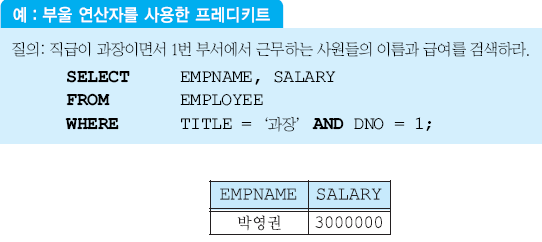 예 : 부울 연산자를 사용한 프레디키트
질의: 직급이 과장이면서 1번 부서에서 근무하는 사원들의 이름과 급여를 검색하라.
SELECT EMPNAME, SALARY
FROM EMPLOYEE
WHERE TITLE = ‘과장’ AND DNO = 1;
EMPNAME SALARY
박영권 3000000